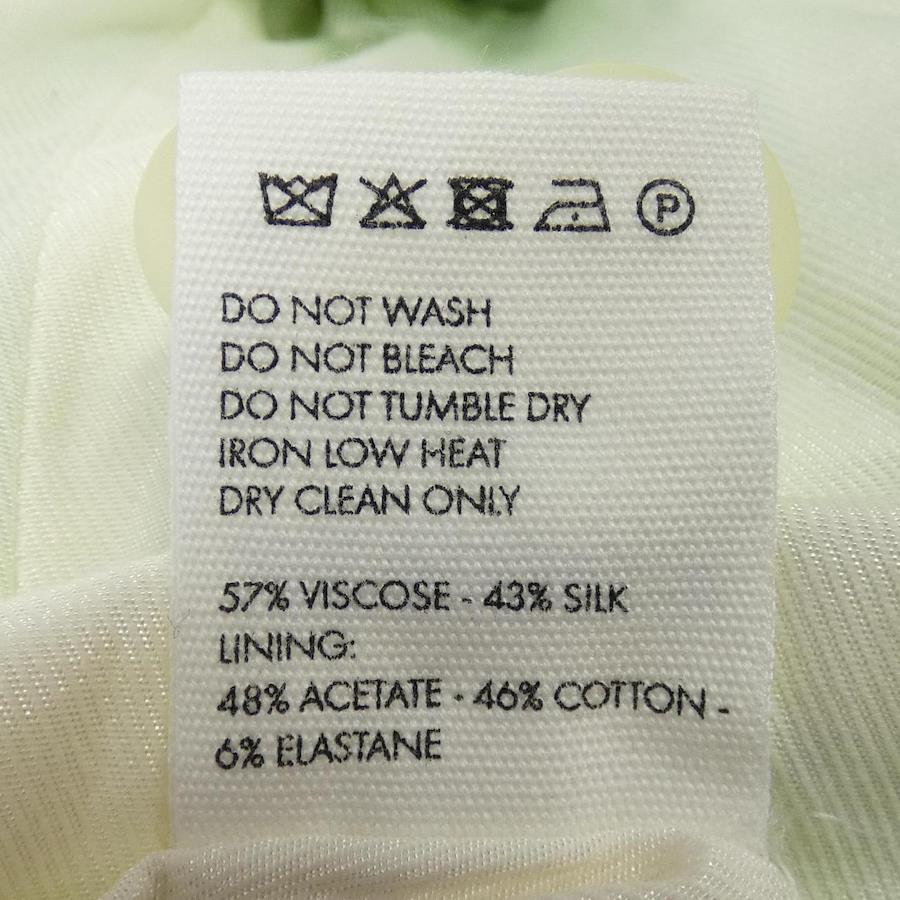 P
DO NOT WASH
DO NOT BLEACH
DO NOT TUMBLE DRY
IRON LOW HEAT
DRY CLEAN ONLY
57% VISCOSE - 43% SILK
LINING:
48% ACETATE - 46% COTTON -
6% ELASTANE